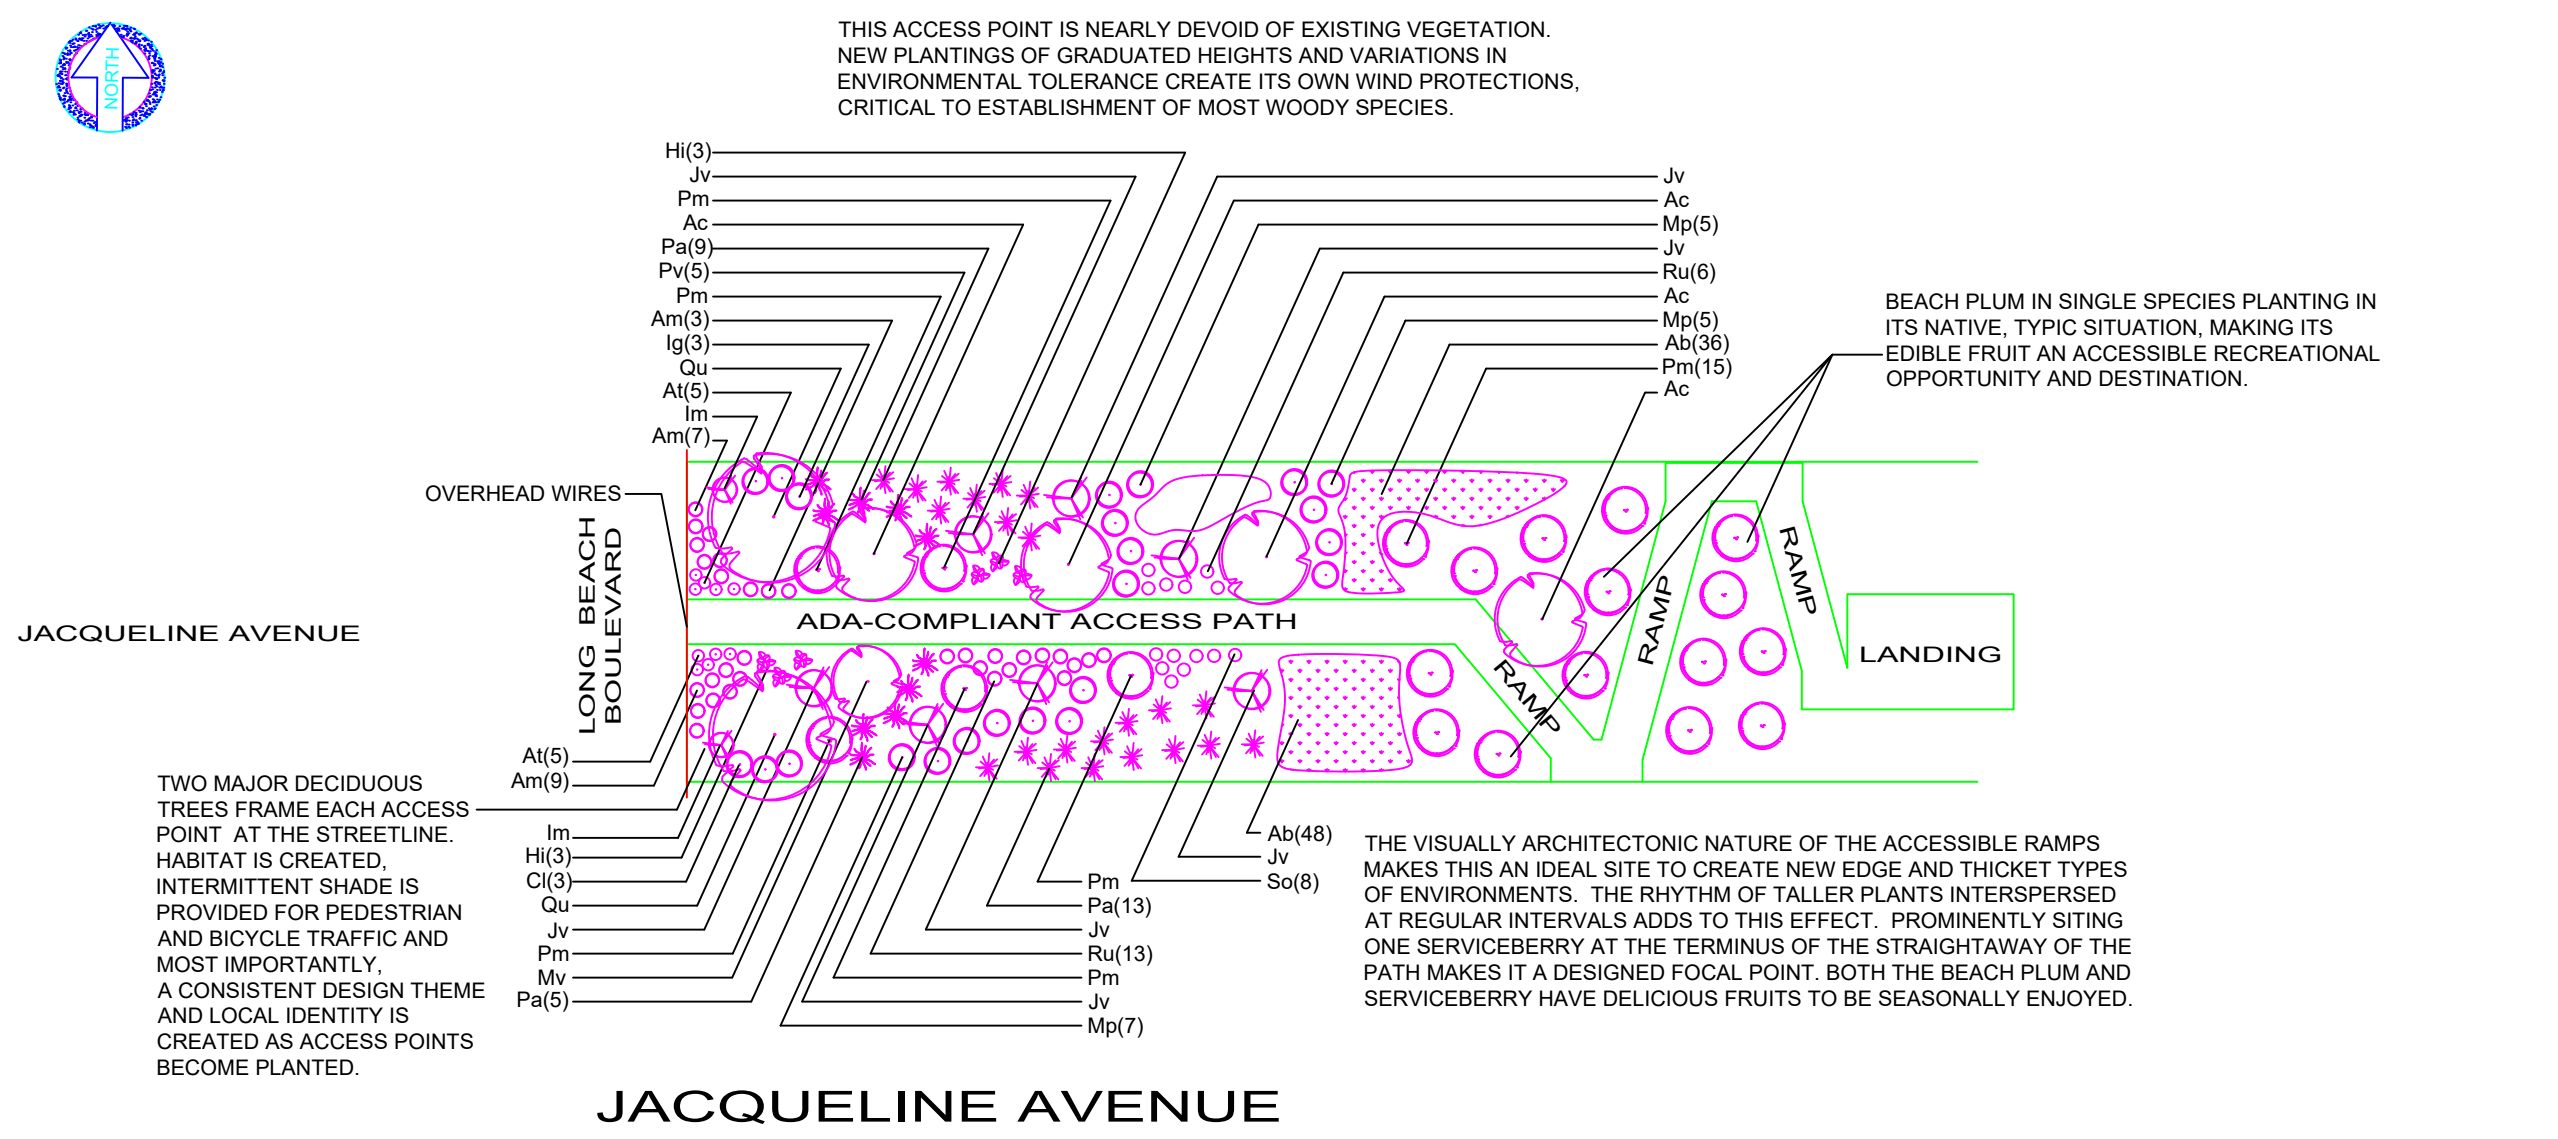 NORTH
THIS ACCESS POINT IS NEARLY DEVOID OF EXISTING VEGETATION.
NEW PLANTINGS OF GRADUATED HEIGHTS AND VARIATIONS IN
ENVIRONMENTAL TOLERANCE CREATE ITS OWN WIND PROTECTIONS,
CRITICAL TO ESTABLISHMENT OF MOST WOODY SPECIES.
Hi(3)
Jv
Pm
Ac
Pa(9)
Pv(5)
Pm
Am(3)
Ig(3)
Qu
At(5)
Im
Am(7)
Jv
Ac
Mp(5)
Jv
Ru(6)
Ac
Mp(5)
Ab(36)
Pm(15)
Ac
BEACH PLUM IN SINGLE SPECIES PLANTING IN
ITS NATIVE, TYPIC SITUATION, MAKING ITS
EDIBLE FRUIT AN ACCESSIBLE RECREATIONAL
OPPORTUNITY AND DESTINATION.
OVERHEAD WIRES
LONG BEACH
BOULEVARD
JACQUELINE AVENUE
ADA-COMPLIANT ACCESS PATH
RAMP
RAMP
RAMP
LANDING
At(5)
Am(9)
TWO MAJOR DECIDUOUS
TREES FRAME EACH ACCESS
POINT AT THE STREETLINE.
HABITAT IS CREATED,
INTERMITTENT SHADE IS
PROVIDED FOR PEDESTRIAN
AND BICYCLE TRAFFIC AND
MOST IMPORTANTLY,
A CONSISTENT DESIGN THEME
AND LOCAL IDENTITY IS
CREATED AS ACCESS POINTS
BECOME PLANTED.
Im
Hi(3)
Cl(3)
Qu
Jv
Pm
Mv
Pa(5)
Pm
Pa(13)
Jv
Ru(13)
Pm
Jv
Mp(7)
Ab(48)
Jv
So(8)
THE VISUALLY ARCHITECTONIC NATURE OF THE ACCESSIBLE RAMPS
MAKES THIS AN IDEAL SITE TO CREATE NEW EDGE AND THICKET TYPES
OF ENVIRONMENTS. THE RHYTHM OF TALLER PLANTS INTERSPERSED
AT REGULAR INTERVALS ADDS TO THIS EFFECT. PROMINENTLY SITING
ONE SERVICEBERRY AT THE TERMINUS OF THE STRAIGHTAWAY OF THE
PATH MAKES IT A DESIGNED FOCAL POINT. BOTH THE BEACH PLUM AND
SERVICEBERRY HAVE DELICIOUS FRUITS TO BE SEASONALLY ENJOYED.
JACQUELINE AVENUE